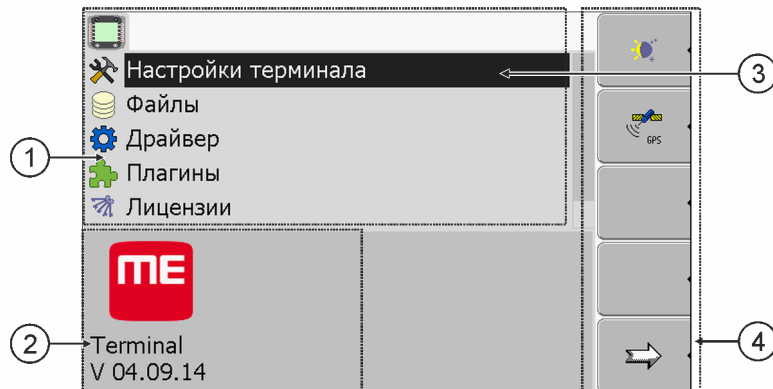 Настройки терминала
Файлы
Драйвер
Плагины
Лицензии
ME
Terminal
V 04.09.14
GPS
1
2
3
4